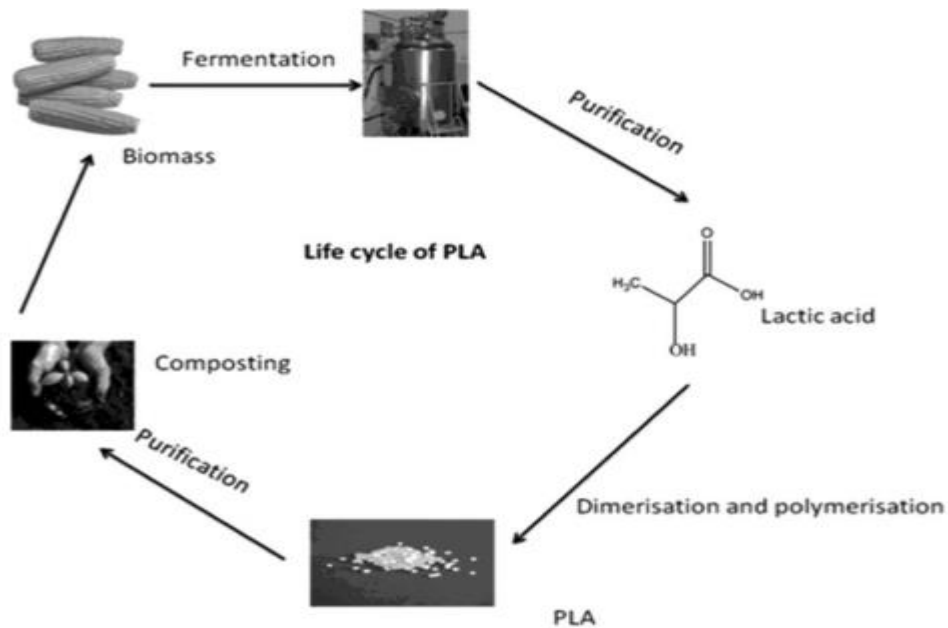 Fermentation
Purification
Biomass
Life cycle of PLA
O
H₃C
OH
Lactic acid
OH
Composting
Purification
Dimerisation and polymerisation
PLA